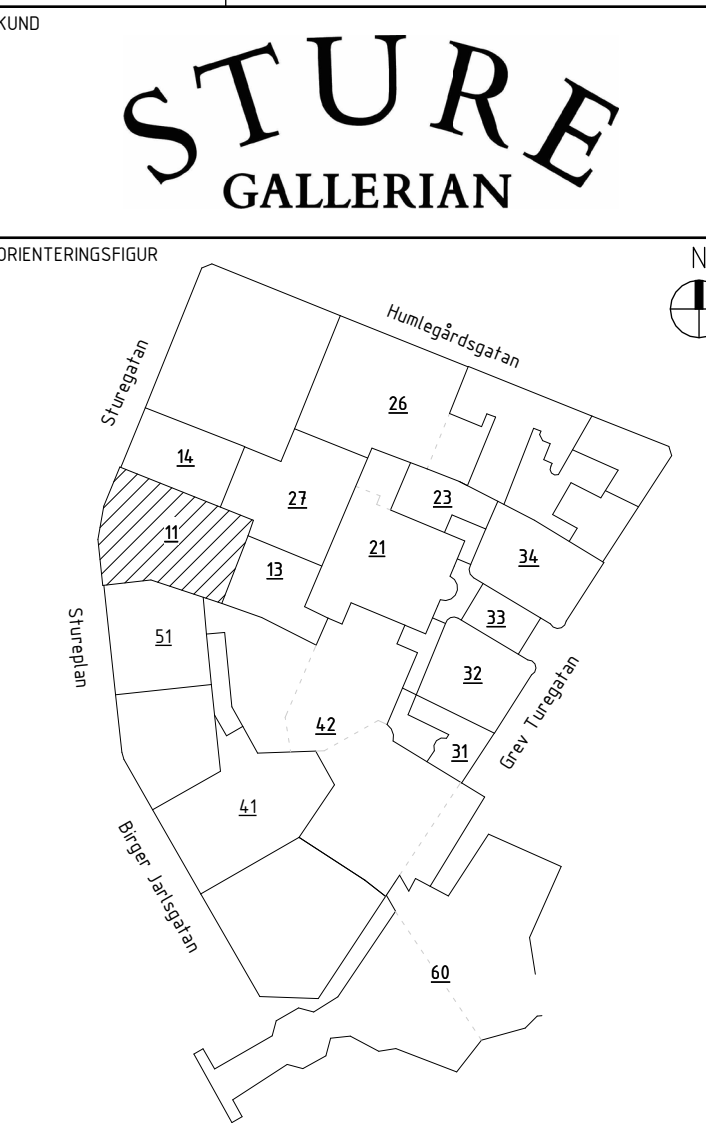 KUND
STURE
GALLERIAN
ORIENTERINGSFIGUR
N
Humlegårdsgatan
Sturegatan
26
14
27
23
11
21
34
13
33
51
Stureplan
32
42
Grev Turegatan
31
41
Birger Jarlsgatan
60